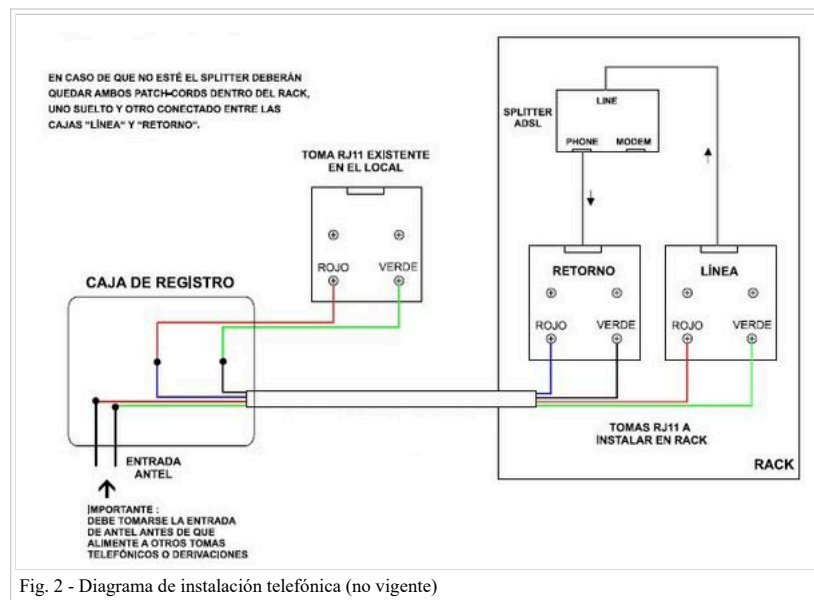 EN CASO DE QUE NO ESTÉ EL SPLITTER DEBERÁN
QUEDAR AMBOS PATCH-CORDS DENTRO DEL RACK,
UNO SUELTO Y OTRO CONECTADO ENTRE LAS
CAJAS "LÍNEA" Y "RETORNO".
TOMA RJ11 EXISTENTE
EN EL LOCAL
ROJO
VERDE
CAJA DE REGISTRO
ENTRADA
ANTEL
IMPORTANTE :
DEBE TOMARSE LA ENTRADA
DE ANTEL ANTES DE QUE
ALIMENTE A OTROS TOMAS
TELEFÓNICOS O DERIVACIONES
SPLITTER
ADSL
LINE
PHONE
MODEM
RETORNO
ROJO
VERDE
LÍNEA
ROJO
VERDE
TOMAS RJ11 A
INSTALAR EN RACK
RACK
Fig. 2 - Diagrama de instalación telefónica (no vigente)